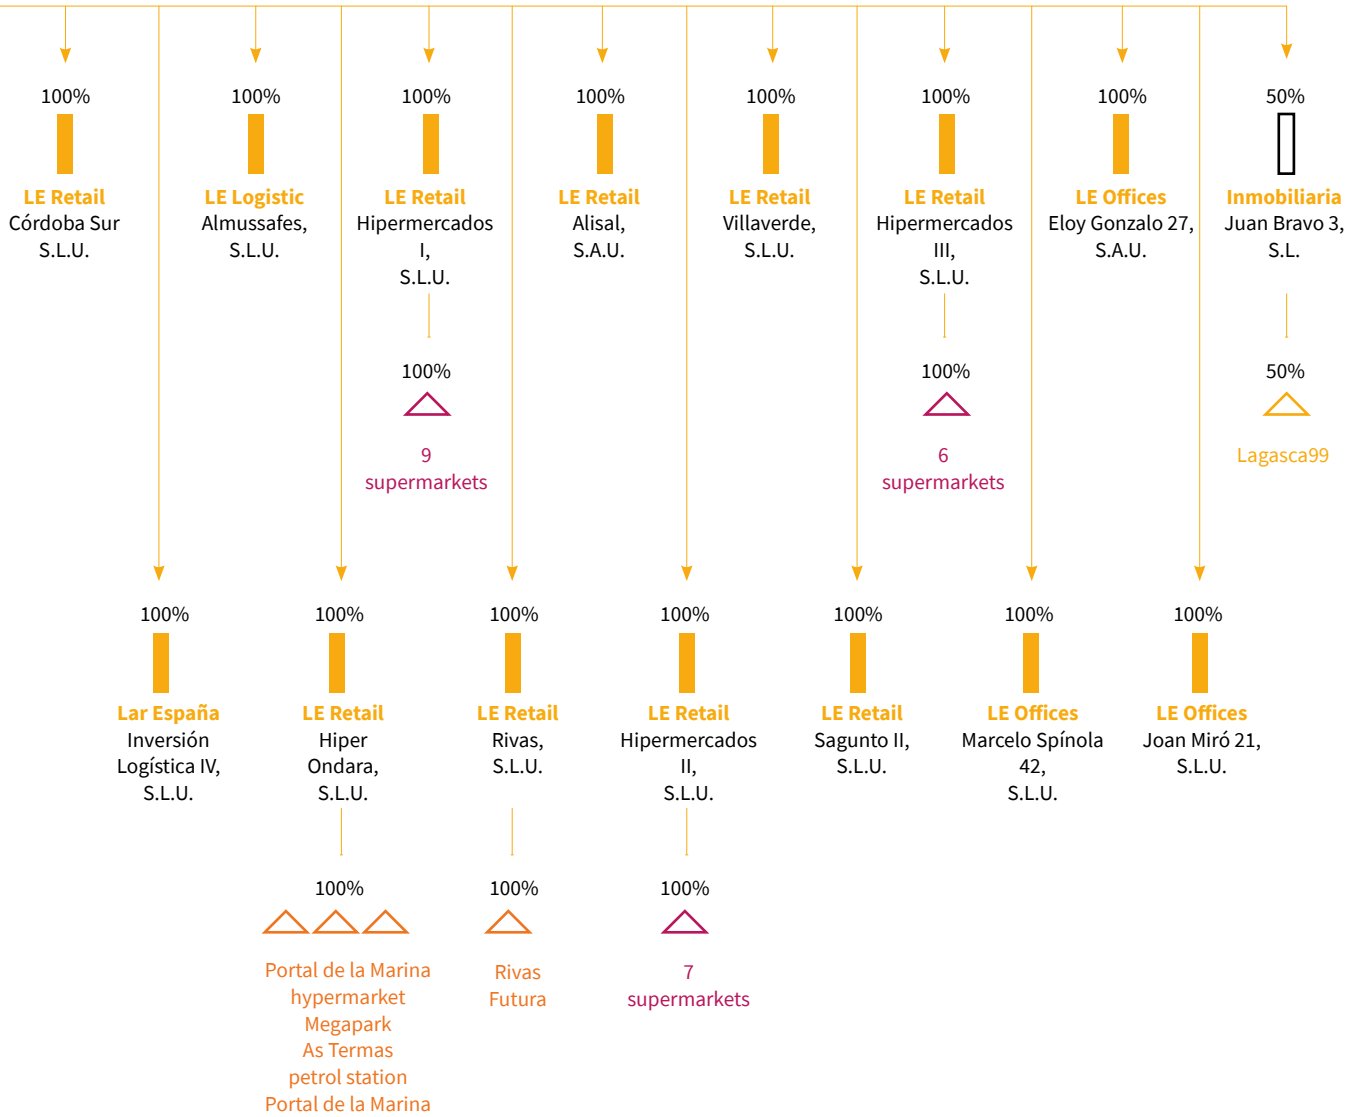 100%
LE Retail
Córdoba Sur
S.L.U.
100%
LE Logistic
Almussafes,
S.L.U.
100%
LE Retail
Hipermercados
I,
S.L.U.
100%
LE Retail
Alisal,
S.A.U.
100%
LE Retail
Villaverde,
S.L.U.
100%
LE Retail
Hipermercados
III,
S.L.U.
100%
LE Offices
Eloy Gonzalo 27,
S.A.U.
50%
Inmobiliaria
Juan Bravo 3,
S.L.
100%
9
supermarkets
100%
6
supermarkets
50%
Lagasca99
100%
Lar España
Inversión
Logística IV,
S.L.U.
100%
LE Retail
Hiper
Ondara,
S.L.U.
100%
LE Retail
Rivas,
S.L.U.
100%
LE Retail
Hipermercados
II,
S.L.U.
100%
LE Retail
Sagunto II,
S.L.U.
100%
LE Offices
Marcelo Spínola
42,
S.L.U.
100%
LE Offices
Joan Miró 21,
S.L.U.
100%
Portal de la Marina
hypermarket
Megapark
As Termas
petrol station
Portal de la Marina
100%
Rivas
Futura
100%
7
supermarkets